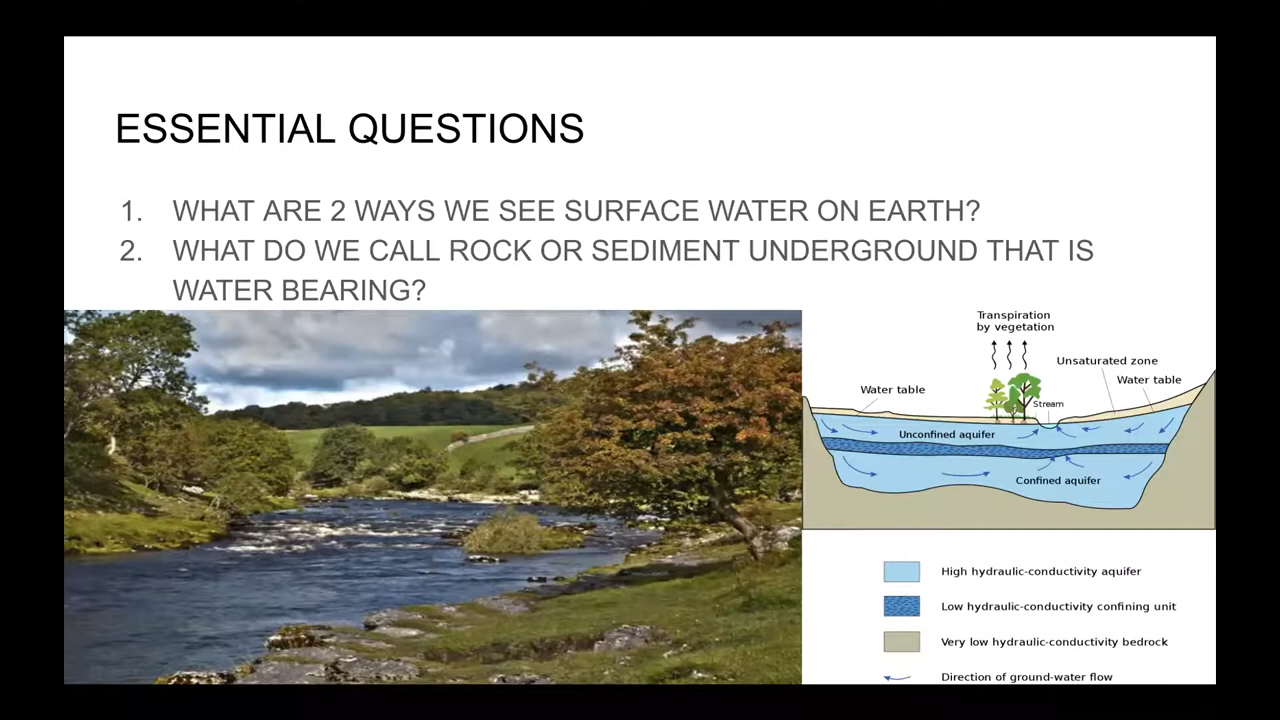 ESSENTIAL QUESTIONS
1. WHAT ARE 2 WAYS WE SEE SURFACE WATER ON EARTH?
2. WHAT DO WE CALL ROCK OR SEDIMENT UNDERGROUND THAT IS
WATER BEARING?
Transpiration
by vegetation
Unsaturated zone
Water table
Water table
Stream
Unconfined aquifer
Confined aquifer
High hydraulic-conductivity aquifer
Low hydraulic-conductivity confining unit
Very low hydraulic-conductivity bedrock
Direction of ground-water flow